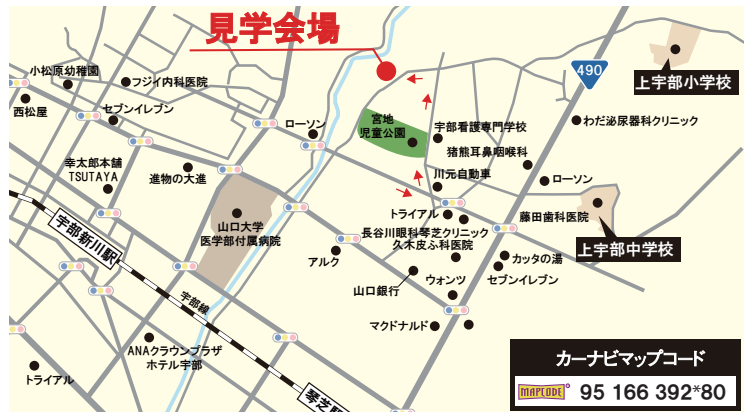 見学会場
490
上宇部小学校
小松原幼稚園
フジイ内科医院
西松屋
セブンイレブン
ローソン
宮地
児童公園
宇部看護専門学校
わだ泌尿器科クリニック
猪熊耳鼻咽喉科
幸太郎本舗
TSUTAYA
進物の大進
川元自動車
ローソン
山口大学
医学部付属病院
トライアル
藤田歯科医院
長谷川眼科琴芝クリニック
久木皮ふ科医院
上宇部中学校
宇部新川駅
アルク
カッタの湯
山口銀行
ウォンツ
セブンイレブン
宇部線
マクドナルド
ANAクラウンプラザ
ホテル宇部
トライアル
琴芝駅
カーナビマップコード
MAPCODE 95 166 392*80